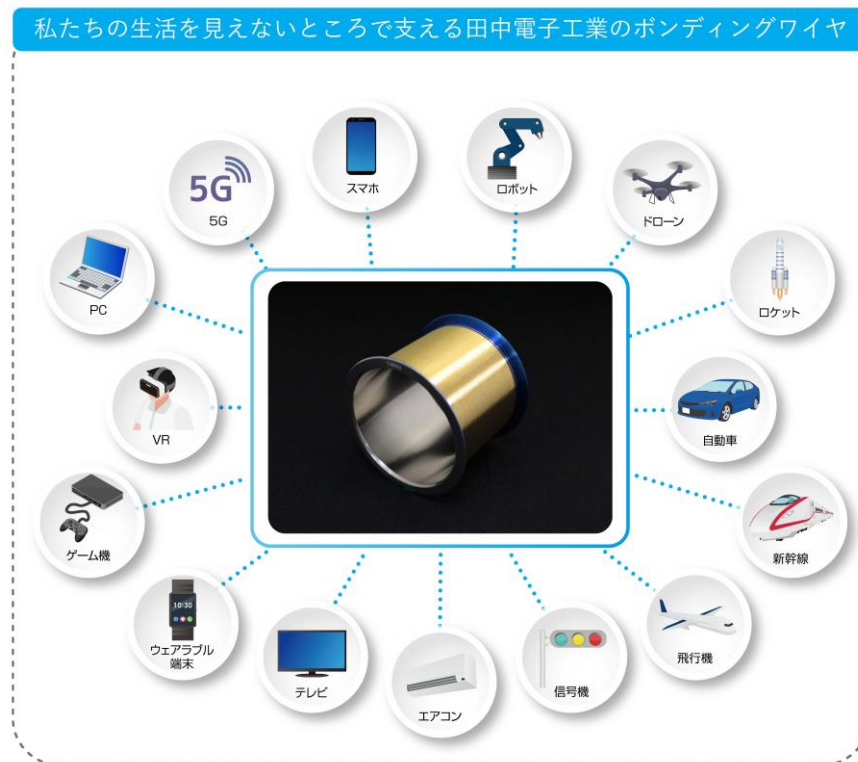 私たちの生活を見えないところで支える田中電子工業のボンディングワイヤ
スマホ
ロボット
5G
5G
ドローン
PC
ロケット
VR
自動車
ゲーム機
新幹線
10:30
ウェアラブル
端末
テレビ
エアコン
信号機
飛行機